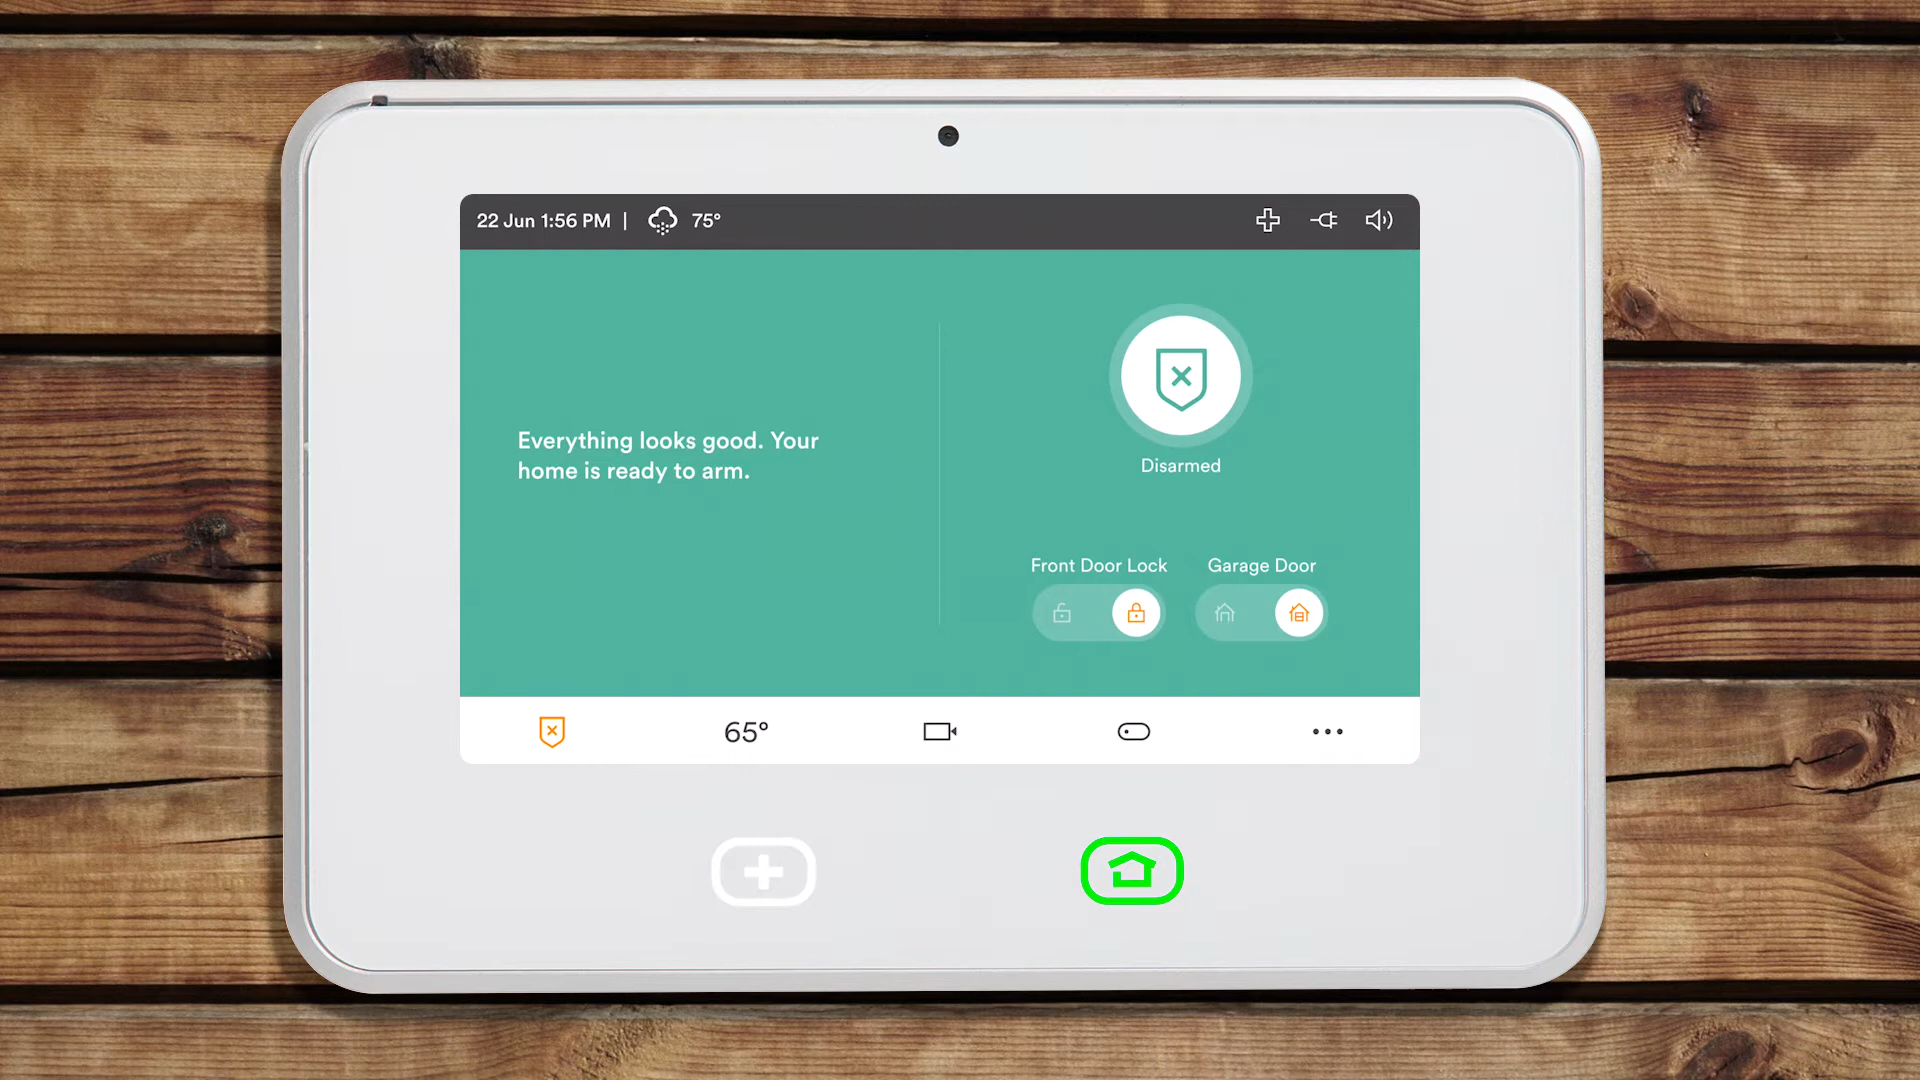 22 Jun 1:56 PM | 75°
Everything looks good. Your
home is ready to arm.
Disarmed
Front Door Lock Garage Door
65°